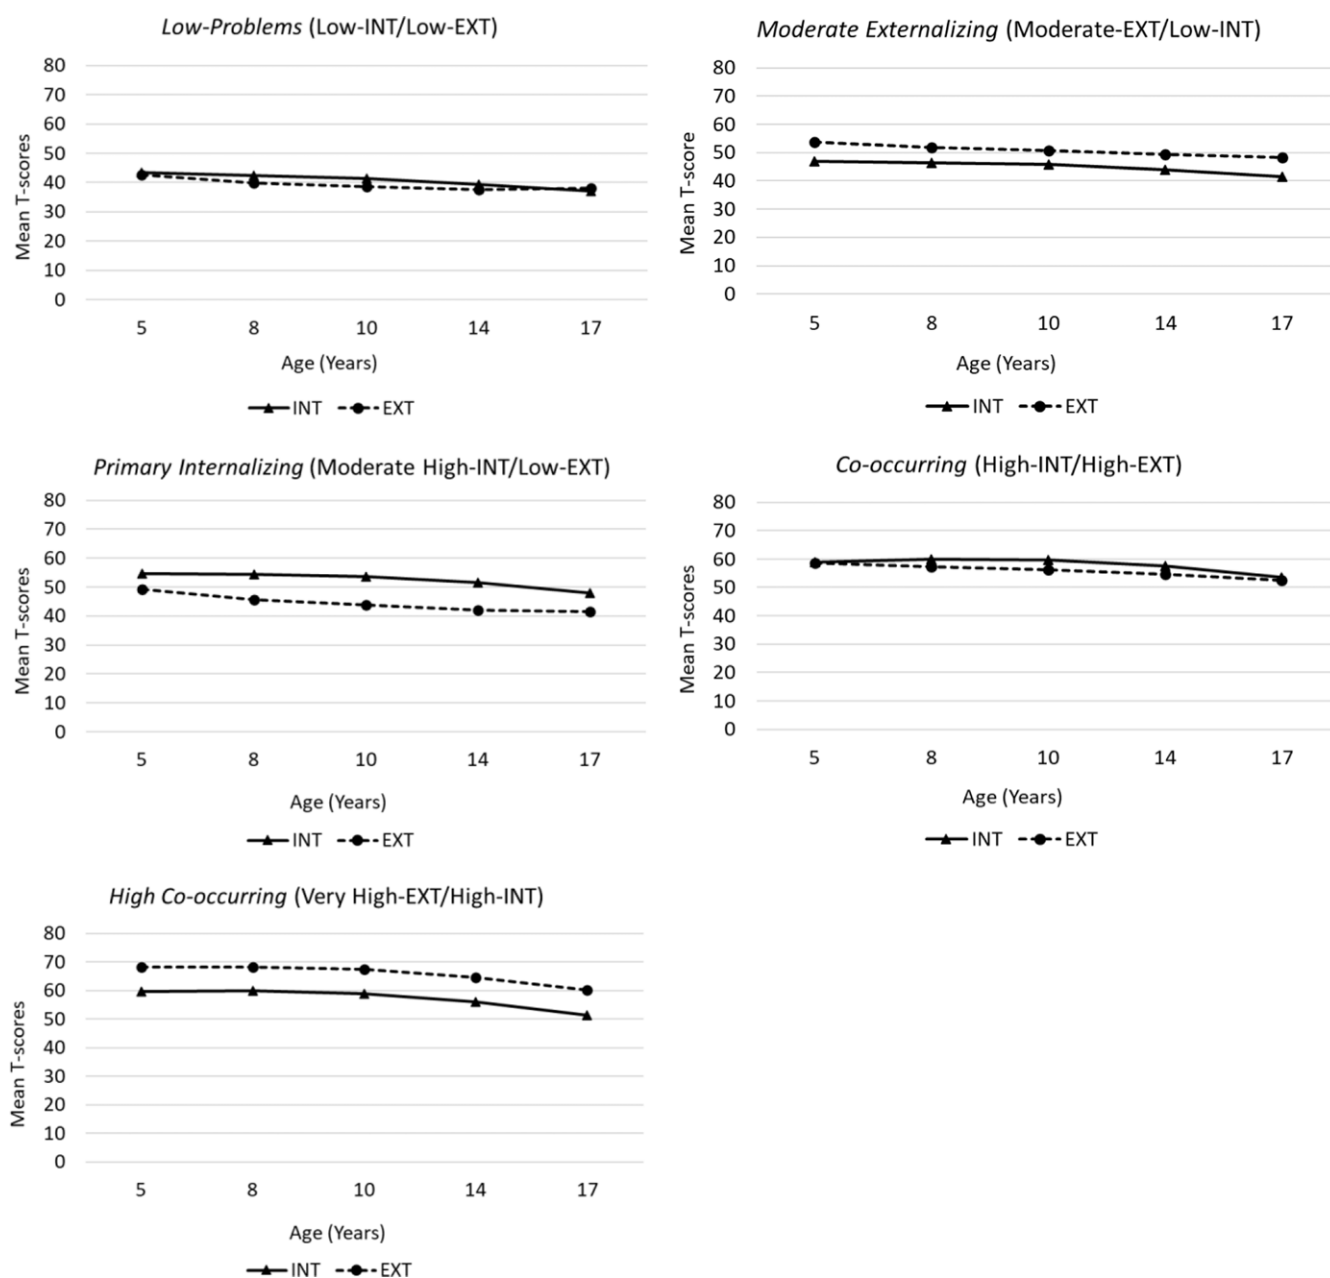 Low-Problems (Low-INT/Low-EXT)
80
70
60
50
40
30
20
10
0
Mean T-scores
5 8 10 14 17
Age (Years)
INT EXT
Moderate Externalizing (Moderate-EXT/Low-INT)
80
70
60
50
40
30
20
10
0
Mean T-score
5 8 10 14 17
Age (Years)
INT EXT
Primary Internalizing (Moderate High-INT/Low-EXT)
80
70
60
50
40
30
20
10
0
Mean T-scores
5 8 10 14 17
Age (Years)
INT EXT
Co-occurring (High-INT/High-EXT)
80
70
60
50
40
30
20
10
0
Mean T-scores
5 8 10 14 17
Age (Years)
INT EXT
High Co-occurring (Very High-EXT/High-INT)
80
70
60
50
40
30
20
10
0
Mean T-scores
5 8 10 14 17
Age (Years)
INT EXT